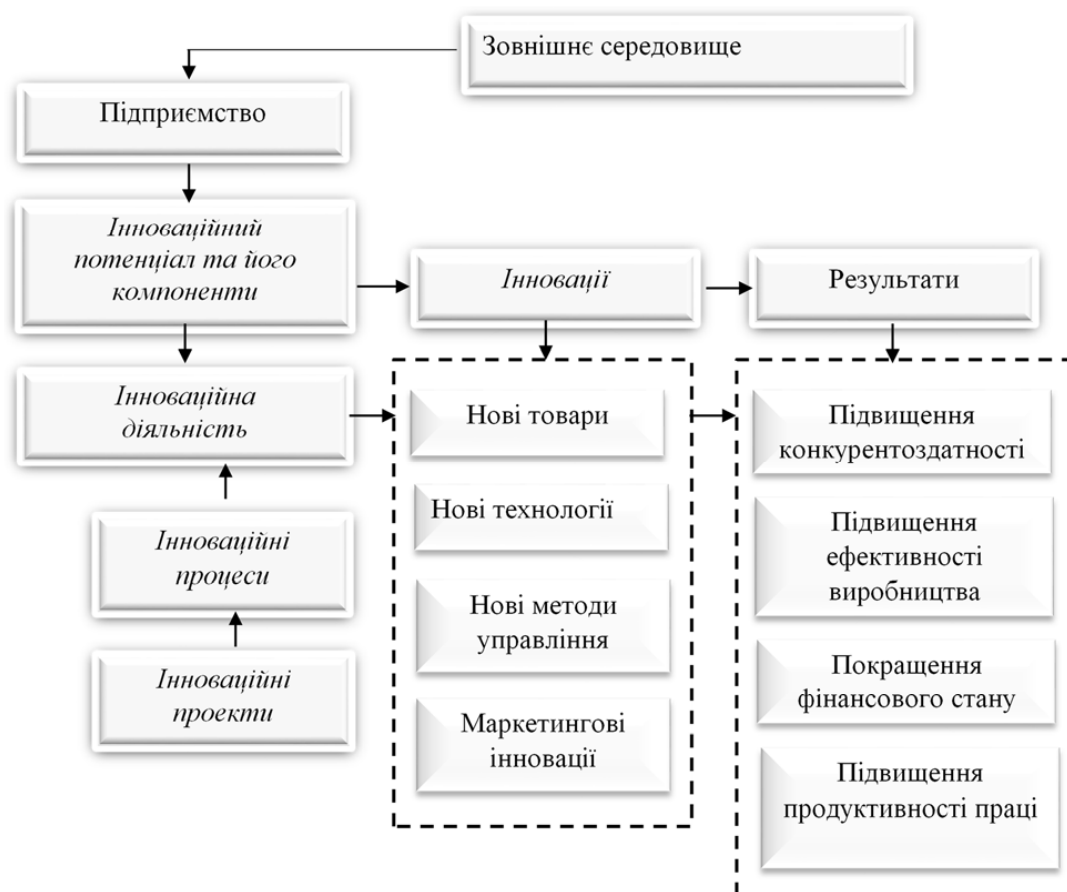 Зовнішнє середовище
Підприємство
Інноваційний
потенціал та його
компоненти
Інновації
Результати
Інноваційна
діяльність
Інноваційні
процеси
Інноваційні
проекти
Нові товари
Нові технології
Нові методи
управління
Маркетингові
інновації
Підвищення
конкурентоздатності
Підвищення
ефективності
виробництва
Покращення
фінансового стану
Підвищення
продуктивності праці